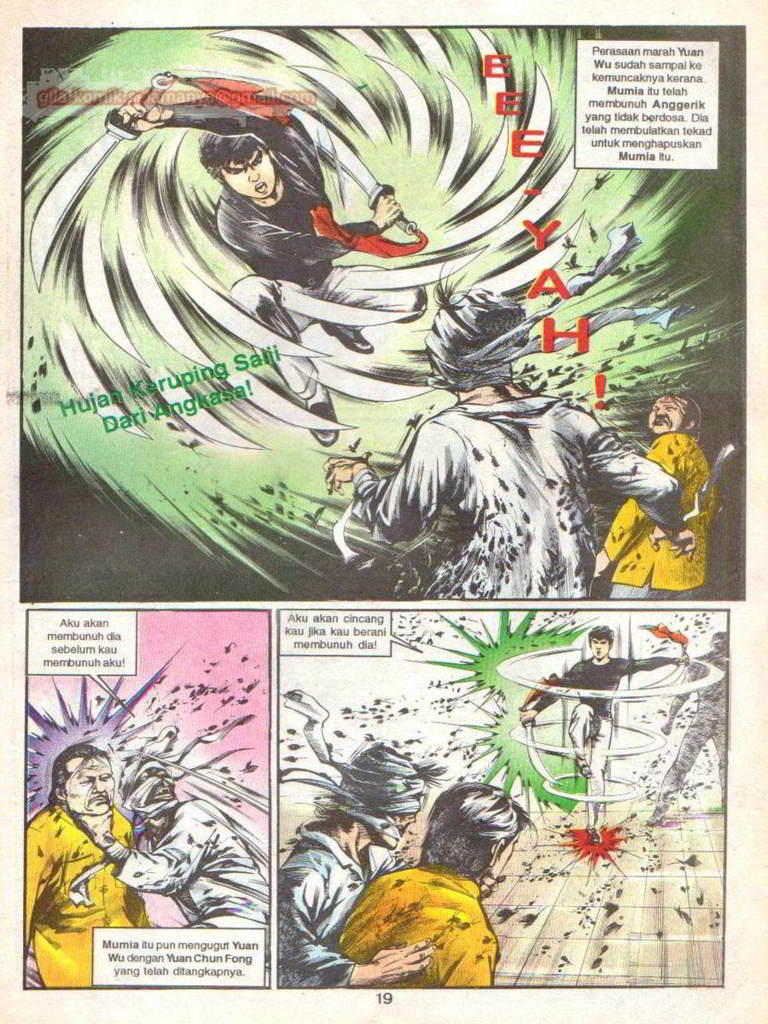 Perasaan marah Yuan
Wu sudah sampai ke
kemuncaknya kerana.
Mumia itu telah
membunuh Anggerik
yang tidak berdosa. Dia
telah membulatkan tekad
untuk menghapuskan
Mumia itu.
EEE-YAH!
Hujan Keruping Salji
Dari Angkasa!
Aku akan
membunuh dia
sebelum kau
membunuh aku!
Mumia itu pun mengugut Yuan
Wu dengan Yuan Chun Fong
yang telah ditangkapnya.
Aku akan cincang
kau jika kau berani
membunuh dia!
19